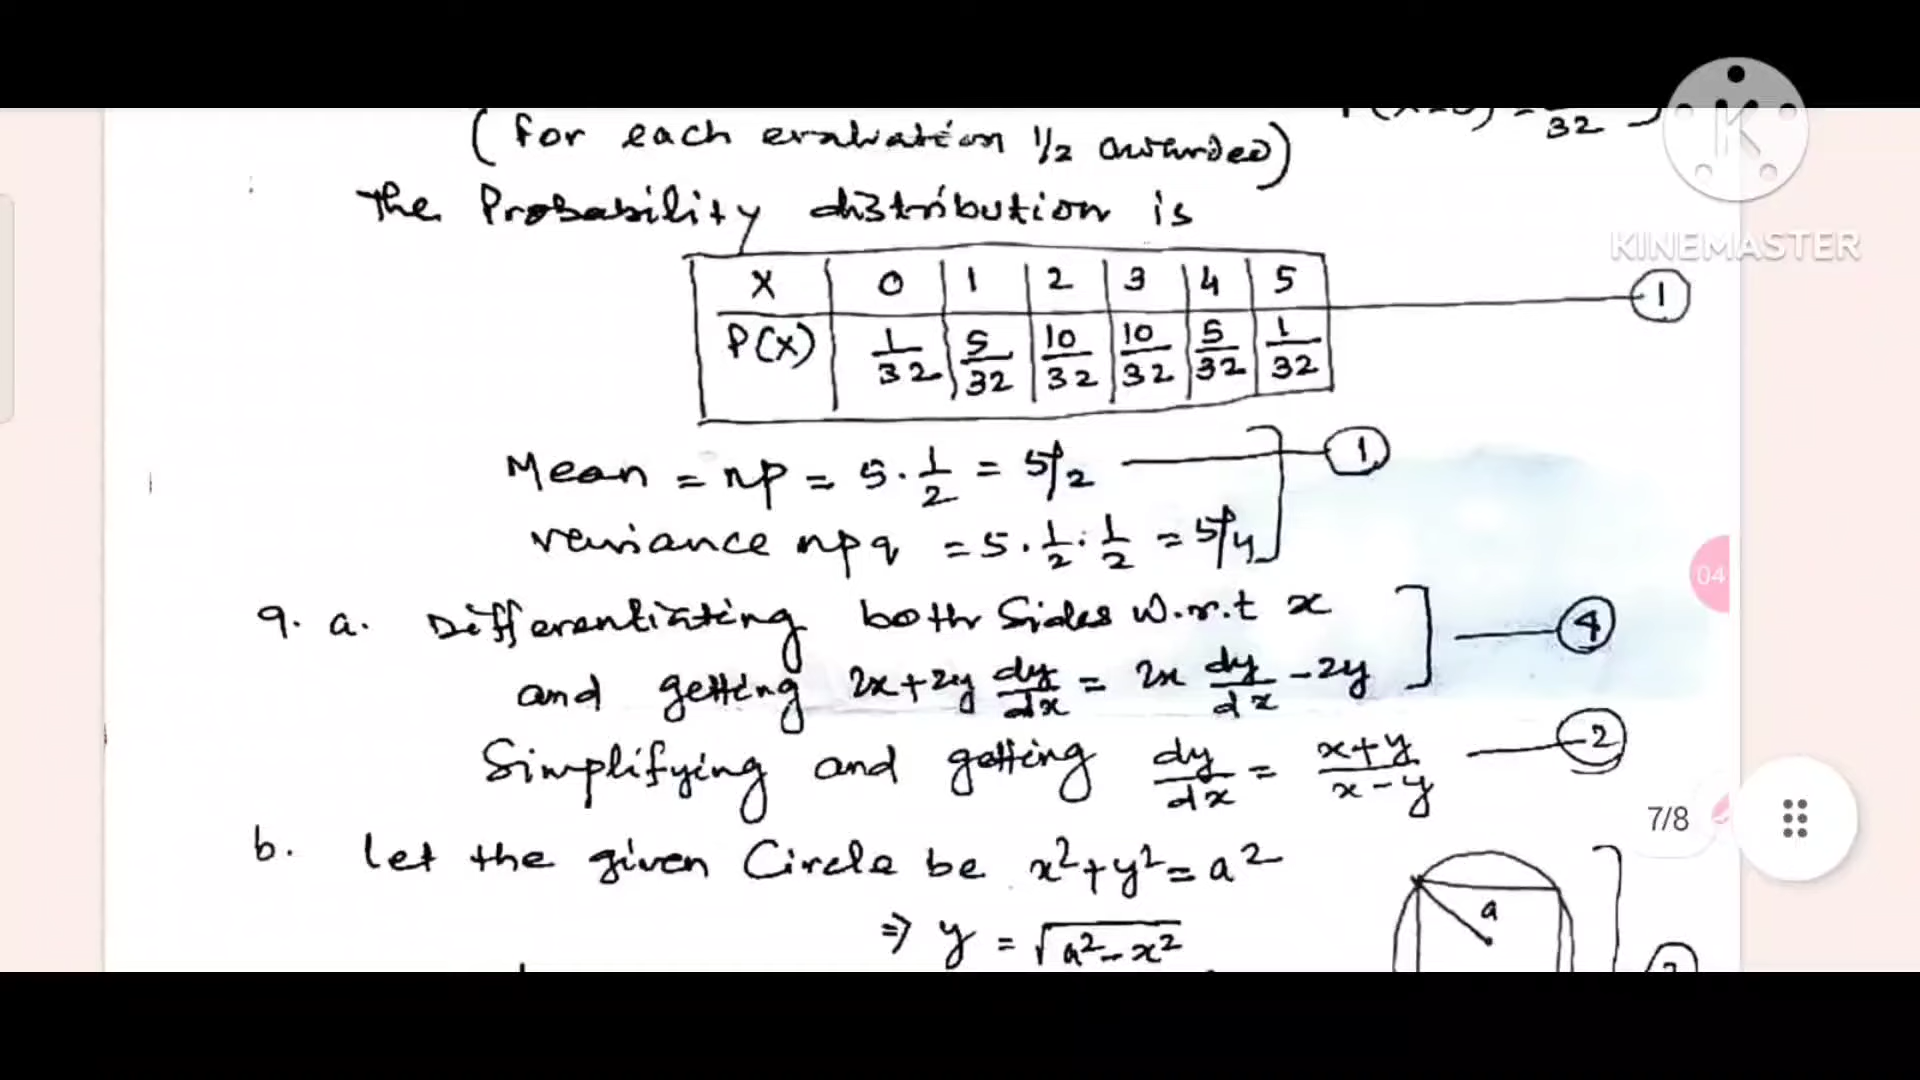 32
(for each evaluation 1/2 awarded)
KINEMASTER
The Probability distribution is
X 0 1 2 3 4 5
1
P(X) 1/32 5/32 10/32 10/32 5/32 1/32
Mean = np = 5 · 1/2 = 5/2
1
variance npq = 5 · 1/2 · 1/2 = 5/4
04
9. a. Differentiating both sides w.r.t x
4
and getting 2x+2y dy/dx = 2x dy/dx - 2y
Simplifying and getting dy/dx = x+y/x-y
2
7/8
b. Let the given Circle be x²+y²=a²
⇒ y = √a²-x²
a